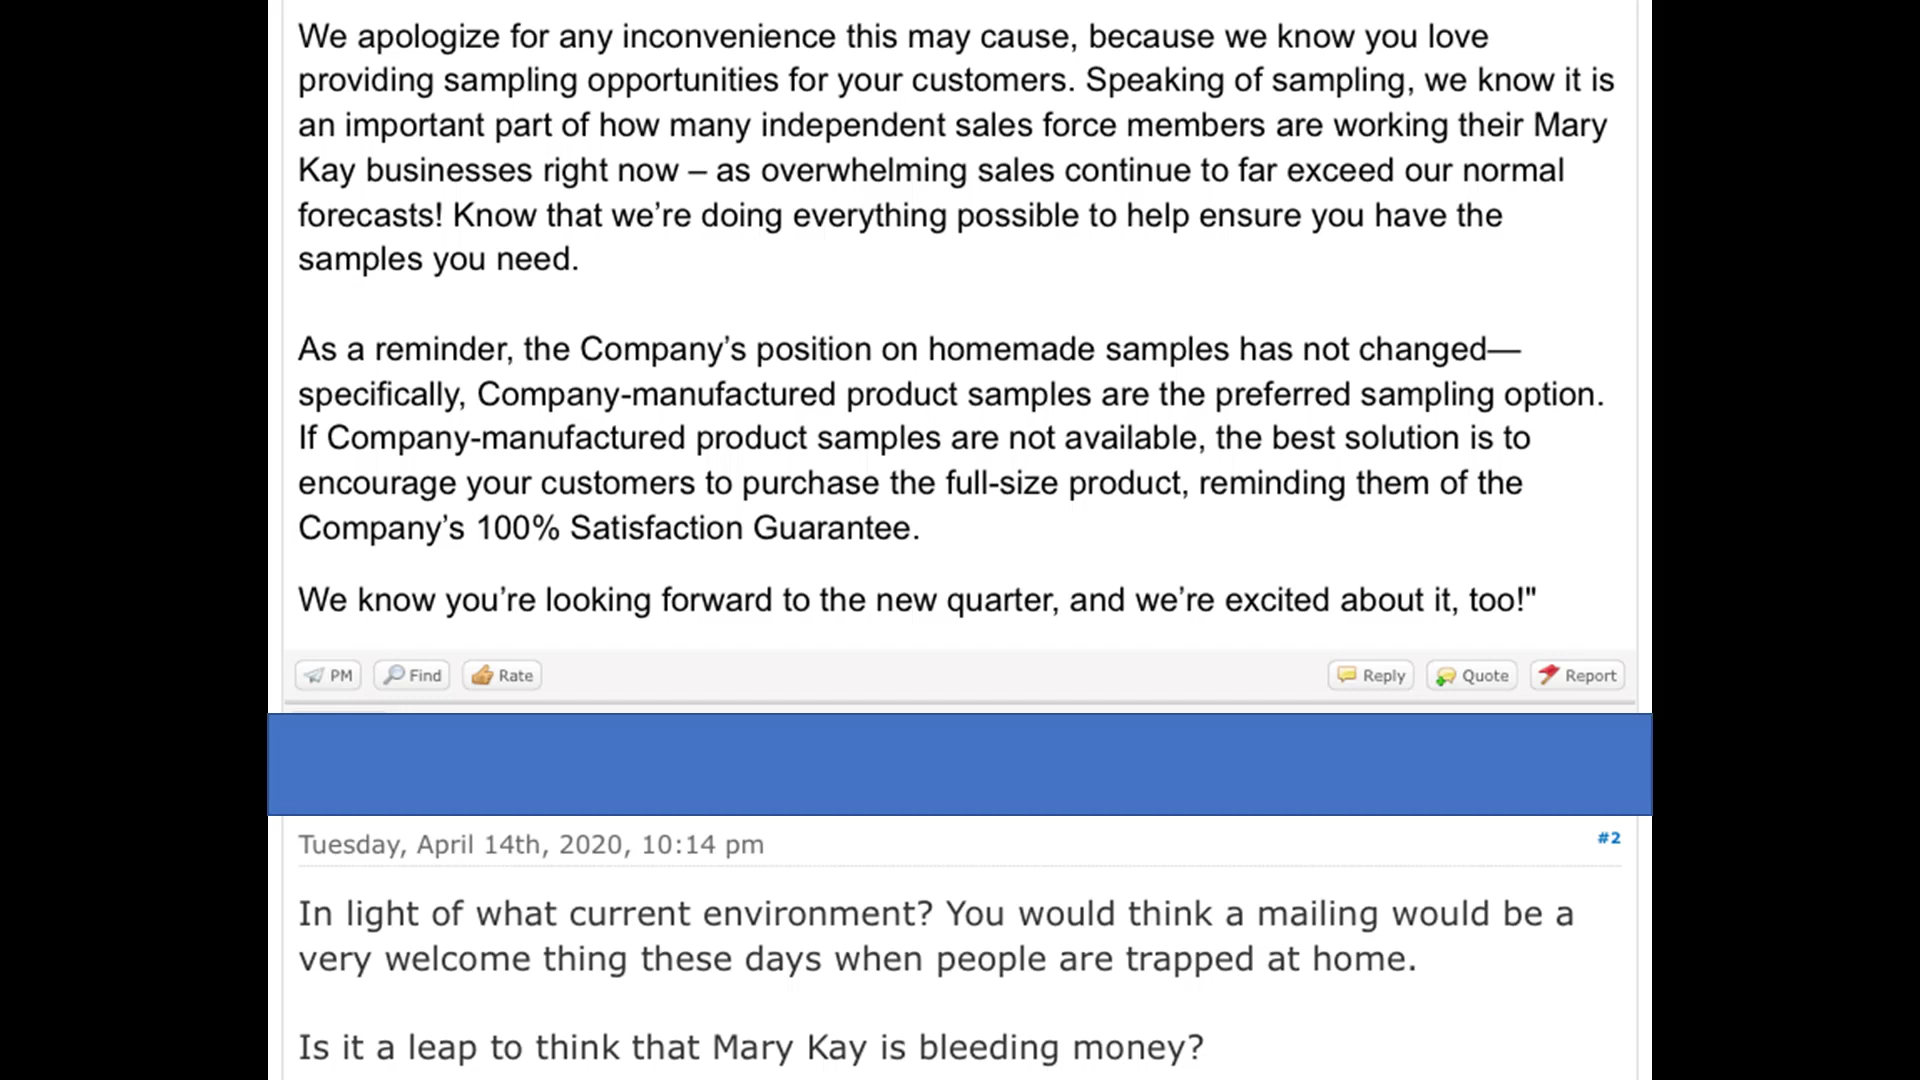 We apologize for any inconvenience this may cause, because we know you love
providing sampling opportunities for your customers. Speaking of sampling, we know it is
an important part of how many independent sales force members are working their Mary
Kay businesses right now – as overwhelming sales continue to far exceed our normal
forecasts! Know that we’re doing everything possible to help ensure you have the
samples you need.
As a reminder, the Company’s position on homemade samples has not changed—
specifically, Company-manufactured product samples are the preferred sampling option.
If Company-manufactured product samples are not available, the best solution is to
encourage your customers to purchase the full-size product, reminding them of the
Company’s 100% Satisfaction Guarantee.
We know you’re looking forward to the new quarter, and we’re excited about it, too!"
PM Find Rate Reply Quote Report
Tuesday, April 14th, 2020, 10:14 pm #2
In light of what current environment? You would think a mailing would be a
very welcome thing these days when people are trapped at home.
Is it a leap to think that Mary Kay is bleeding money?